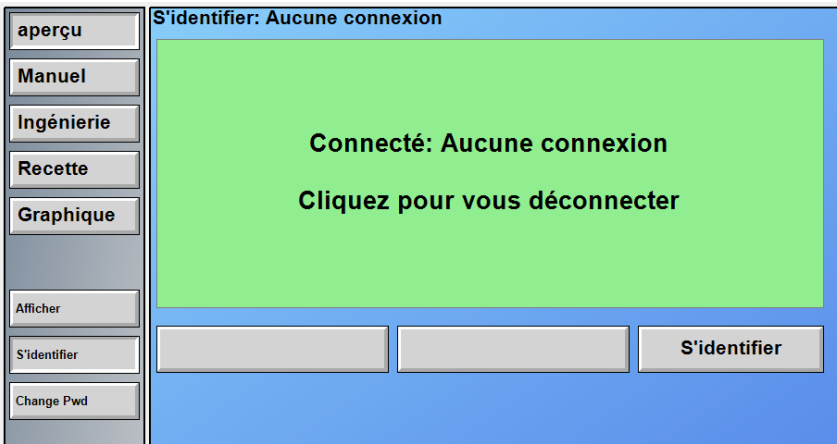 aperçu
Manuel
Ingénierie
Recette
Graphique
Afficher
S'identifier
Change Pwd
S'identifier: Aucune connexion
Connecté: Aucune connexion
Cliquez pour vous déconnecter
S'identifier